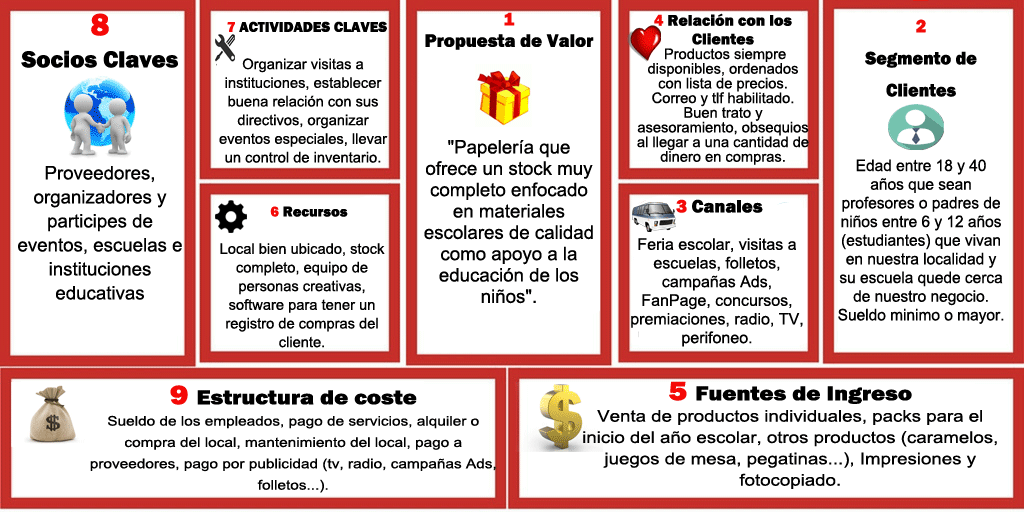 8
Socios Claves
Proveedores,
organizadores y
participes de
eventos, escuelas e
instituciones
educativas
7 ACTIVIDADES CLAVES
Organizar visitas a
instituciones, establecer
buena relación con sus
directivos, organizar
eventos especiales, llevar
un control de inventario.
6 Recursos
Local bien ubicado, stock
completo, equipo de
personas creativas,
software para tener un
registro de compras del
cliente.
1
Propuesta de Valor
"Papelería que
ofrece un stock muy
completo enfocado
en materiales
escolares de calidad
como apoyo a la
educación de los
niños".
4 Relación con los
Clientes
Productos siempre
disponibles, ordenados
con lista de precios.
Correo y tlf habilitado.
Buen trato y
asesoramiento, obsequios
al llegar a una cantidad de
dinero en compras.
3 Canales
Feria escolar, visitas a
escuelas, folletos,
campañas Ads,
FanPage, concursos,
premiaciones, radio, TV,
perifoneo.
2
Segmento de
Clientes
Edad entre 18 y 40
años que sean
profesores o padres de
niños entre 6 y 12 años
(estudiantes) que vivan
en nuestra localidad y
su escuela quede cerca
de nuestro negocio.
Sueldo minimo o mayor.
9 Estructura de coste
Sueldo de los empleados, pago de servicios, alquiler o
compra del local, mantenimiento del local, pago a
proveedores, pago por publicidad (tv, radio, campañas Ads,
folletos...).
5 Fuentes de Ingreso
Venta de productos individuales, packs para el
inicio del año escolar, otros productos (caramelos,
juegos de mesa, pegatinas...), Impresiones y
fotocopiado.